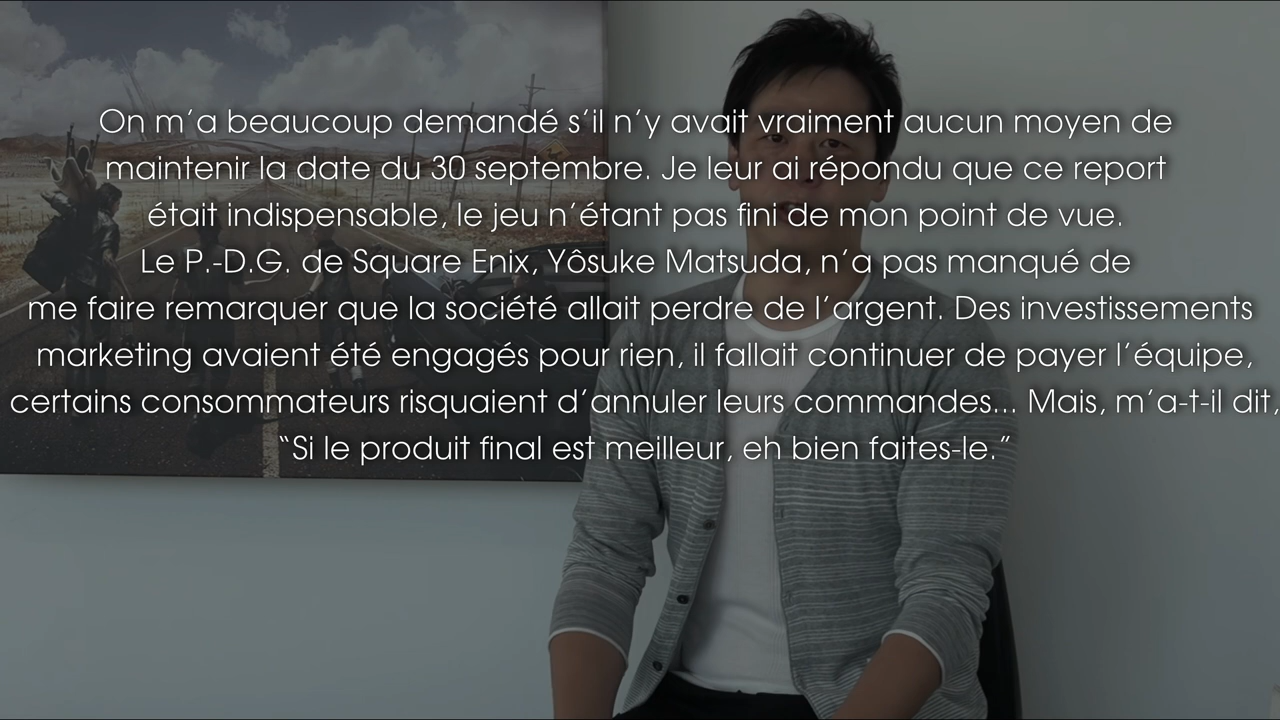 On m’a beaucoup demandé s’il n’y avait vraiment aucun moyen de
maintenir la date du 30 septembre. Je leur ai répondu que ce report
était indispensable, le jeu n’étant pas fini de mon point de vue.
Le P.-D.G. de Square Enix, Yôsuke Matsuda, n’a pas manqué de
me faire remarquer que la société allait perdre de l’argent. Des investissements
marketing avaient été engagés pour rien, il fallait continuer de payer l’équipe,
certains consommateurs risquaient d’annuler leurs commandes... Mais, m’a-t-il dit,
“Si le produit final est meilleur, eh bien faites-le.”